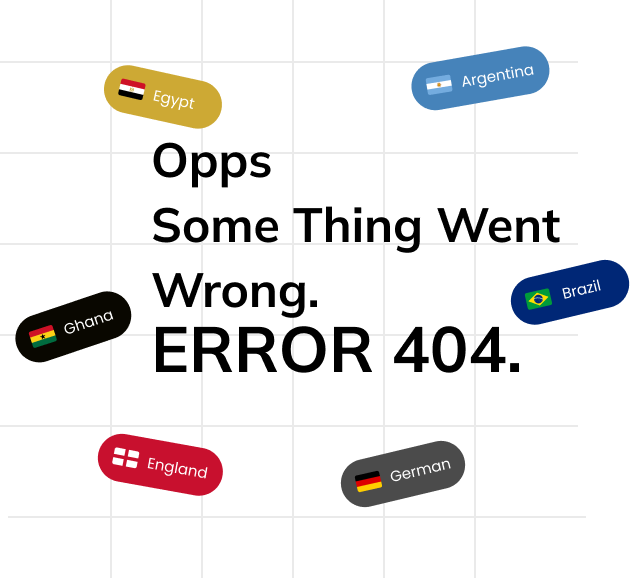 Argentina
Egypt
Opps
Some Thing Went
Wrong.
Brazil
Ghana
ERROR 404.
England
German